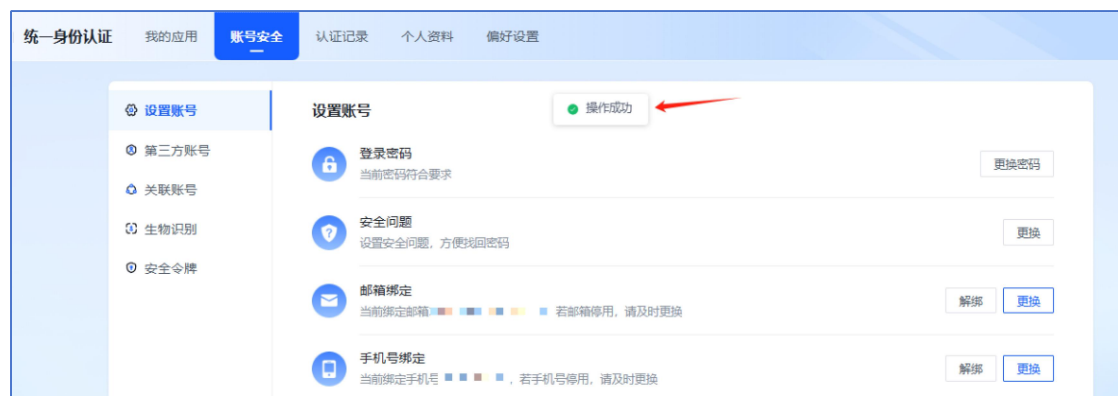 统一身份认证 我的应用 账号安全 认证记录 个人资料 偏好设置
设置账号
第三方账号
关联账号
生物识别
安全令牌
设置账号
操作成功
登录密码
当前密码符合要求
更换密码
安全问题
设置安全问题，方便找回密码
更换
邮箱绑定
当前绑定邮箱 若邮箱停用，请及时更换
解绑 更换
手机号绑定
当前绑定手机号 ，若手机号停用，请及时更换
解绑 更换